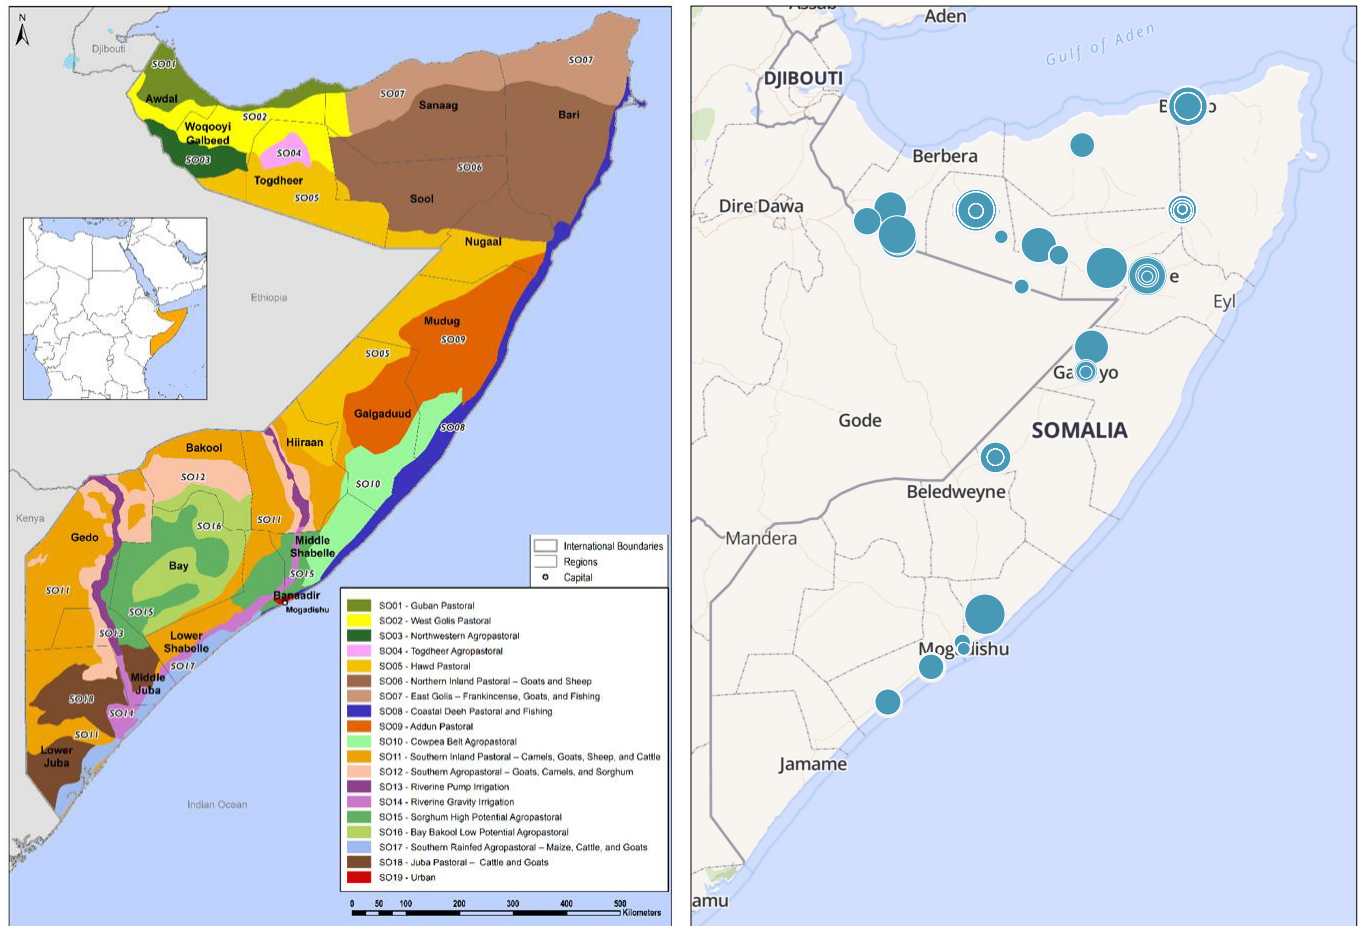 N
Djibouti
SO01
SO07
SO07
Awdal
Sanaag
Bari
SO02
Woqooyi
Galbeed
SO03
SO04
SO06
Togdheer
SO05
Sool
Nugaal
Ethiopia
Mudug
SO09
SO05
Galgaduud
SO08
Hiiraan
Bakool
SO12
SO10
Kenya
SO16
SO11
Gedo
Middle
Shabelle
Bay
SO15
SO11
Banaadir
Mogadishu
SO15
SO13
Lower
Shabelle
SO17
Middle
Juba
SO18
SO14
SO11
Lower
Juba
Indian Ocean
International Boundaries
Regions
Capital
SO01 - Guban Pastoral
SO02 - West Golis Pastoral
SO03 - Northwestern Agropastoral
SO04 - Togdheer Agropastoral
SO05 - Hawd Pastoral
SO06 - Northern Inland Pastoral – Goats and Sheep
SO07 - East Golis – Frankincense, Goats, and Fishing
SO08 - Coastal Deeh Pastoral and Fishing
SO09 - Addun Pastoral
SO10 - Cowpea Belt Agropastoral
SO11 - Southern Inland Pastoral – Camels, Goats, Sheep, and Cattle
SO12 - Southern Agropastoral – Goats, Camels, and Sorghum
SO13 - Riverine Pump Irrigation
SO14 - Riverine Gravity Irrigation
SO15 - Sorghum High Potential Agropastoral
SO16 - Bay Bakool Low Potential Agropastoral
SO17 - Southern Rainfed Agropastoral – Maize, Cattle, and Goats
SO18 - Juba Pastoral – Cattle and Goats
SO19 - Urban
0 50 100 200 300 400 500
Kilometers
Assab
Aden
Gulf of Aden
DJIBOUTI
Berbera
Dire Dawa
Eyl
Gode
SOMALIA
Beledweyne
Mandera
Mogadishu
Jamame
amu